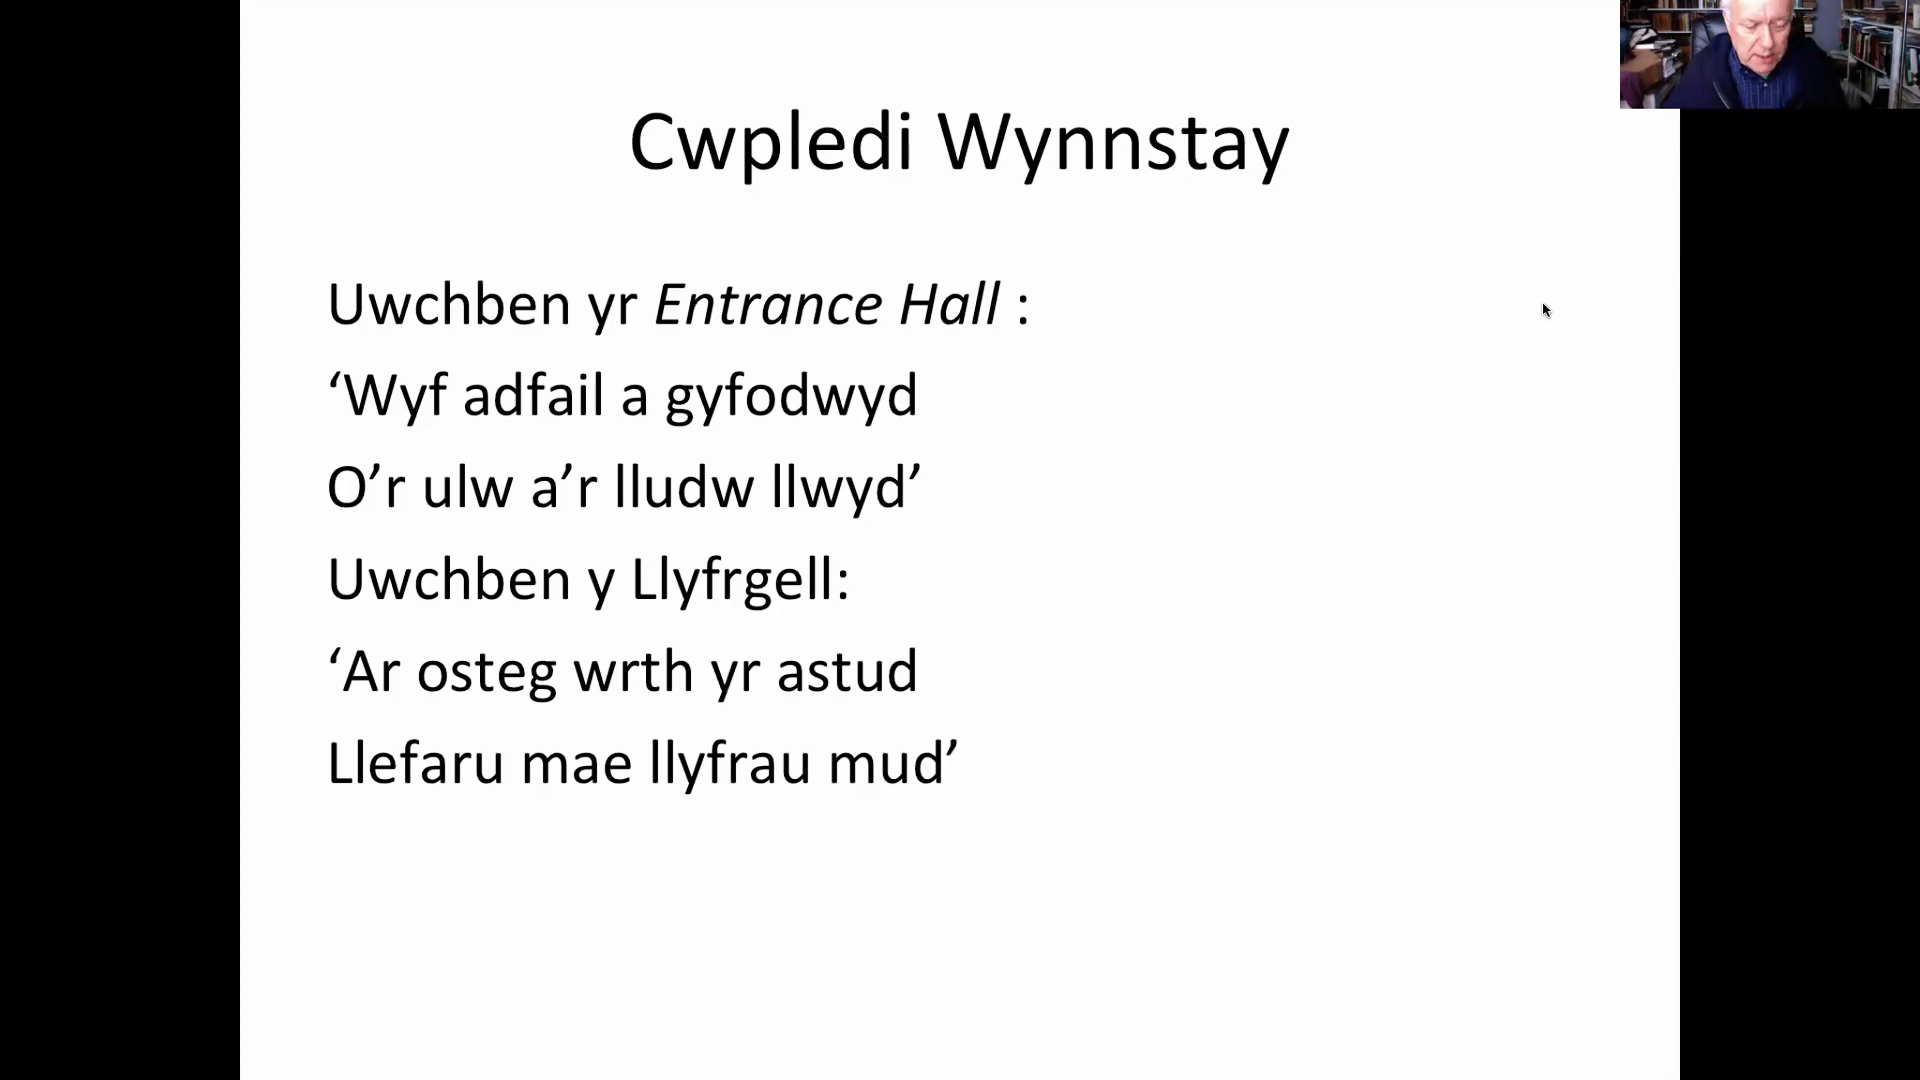 Cwpledi Wynnstay
Uwchben yr Entrance Hall :
‘Wyf adfail a gyfodwyd
O’r ulw a’r lludw llwyd’
Uwchben y Llyfrgell:
‘Ar osteg wrth yr astud
Llefaru mae llyfrau mud’